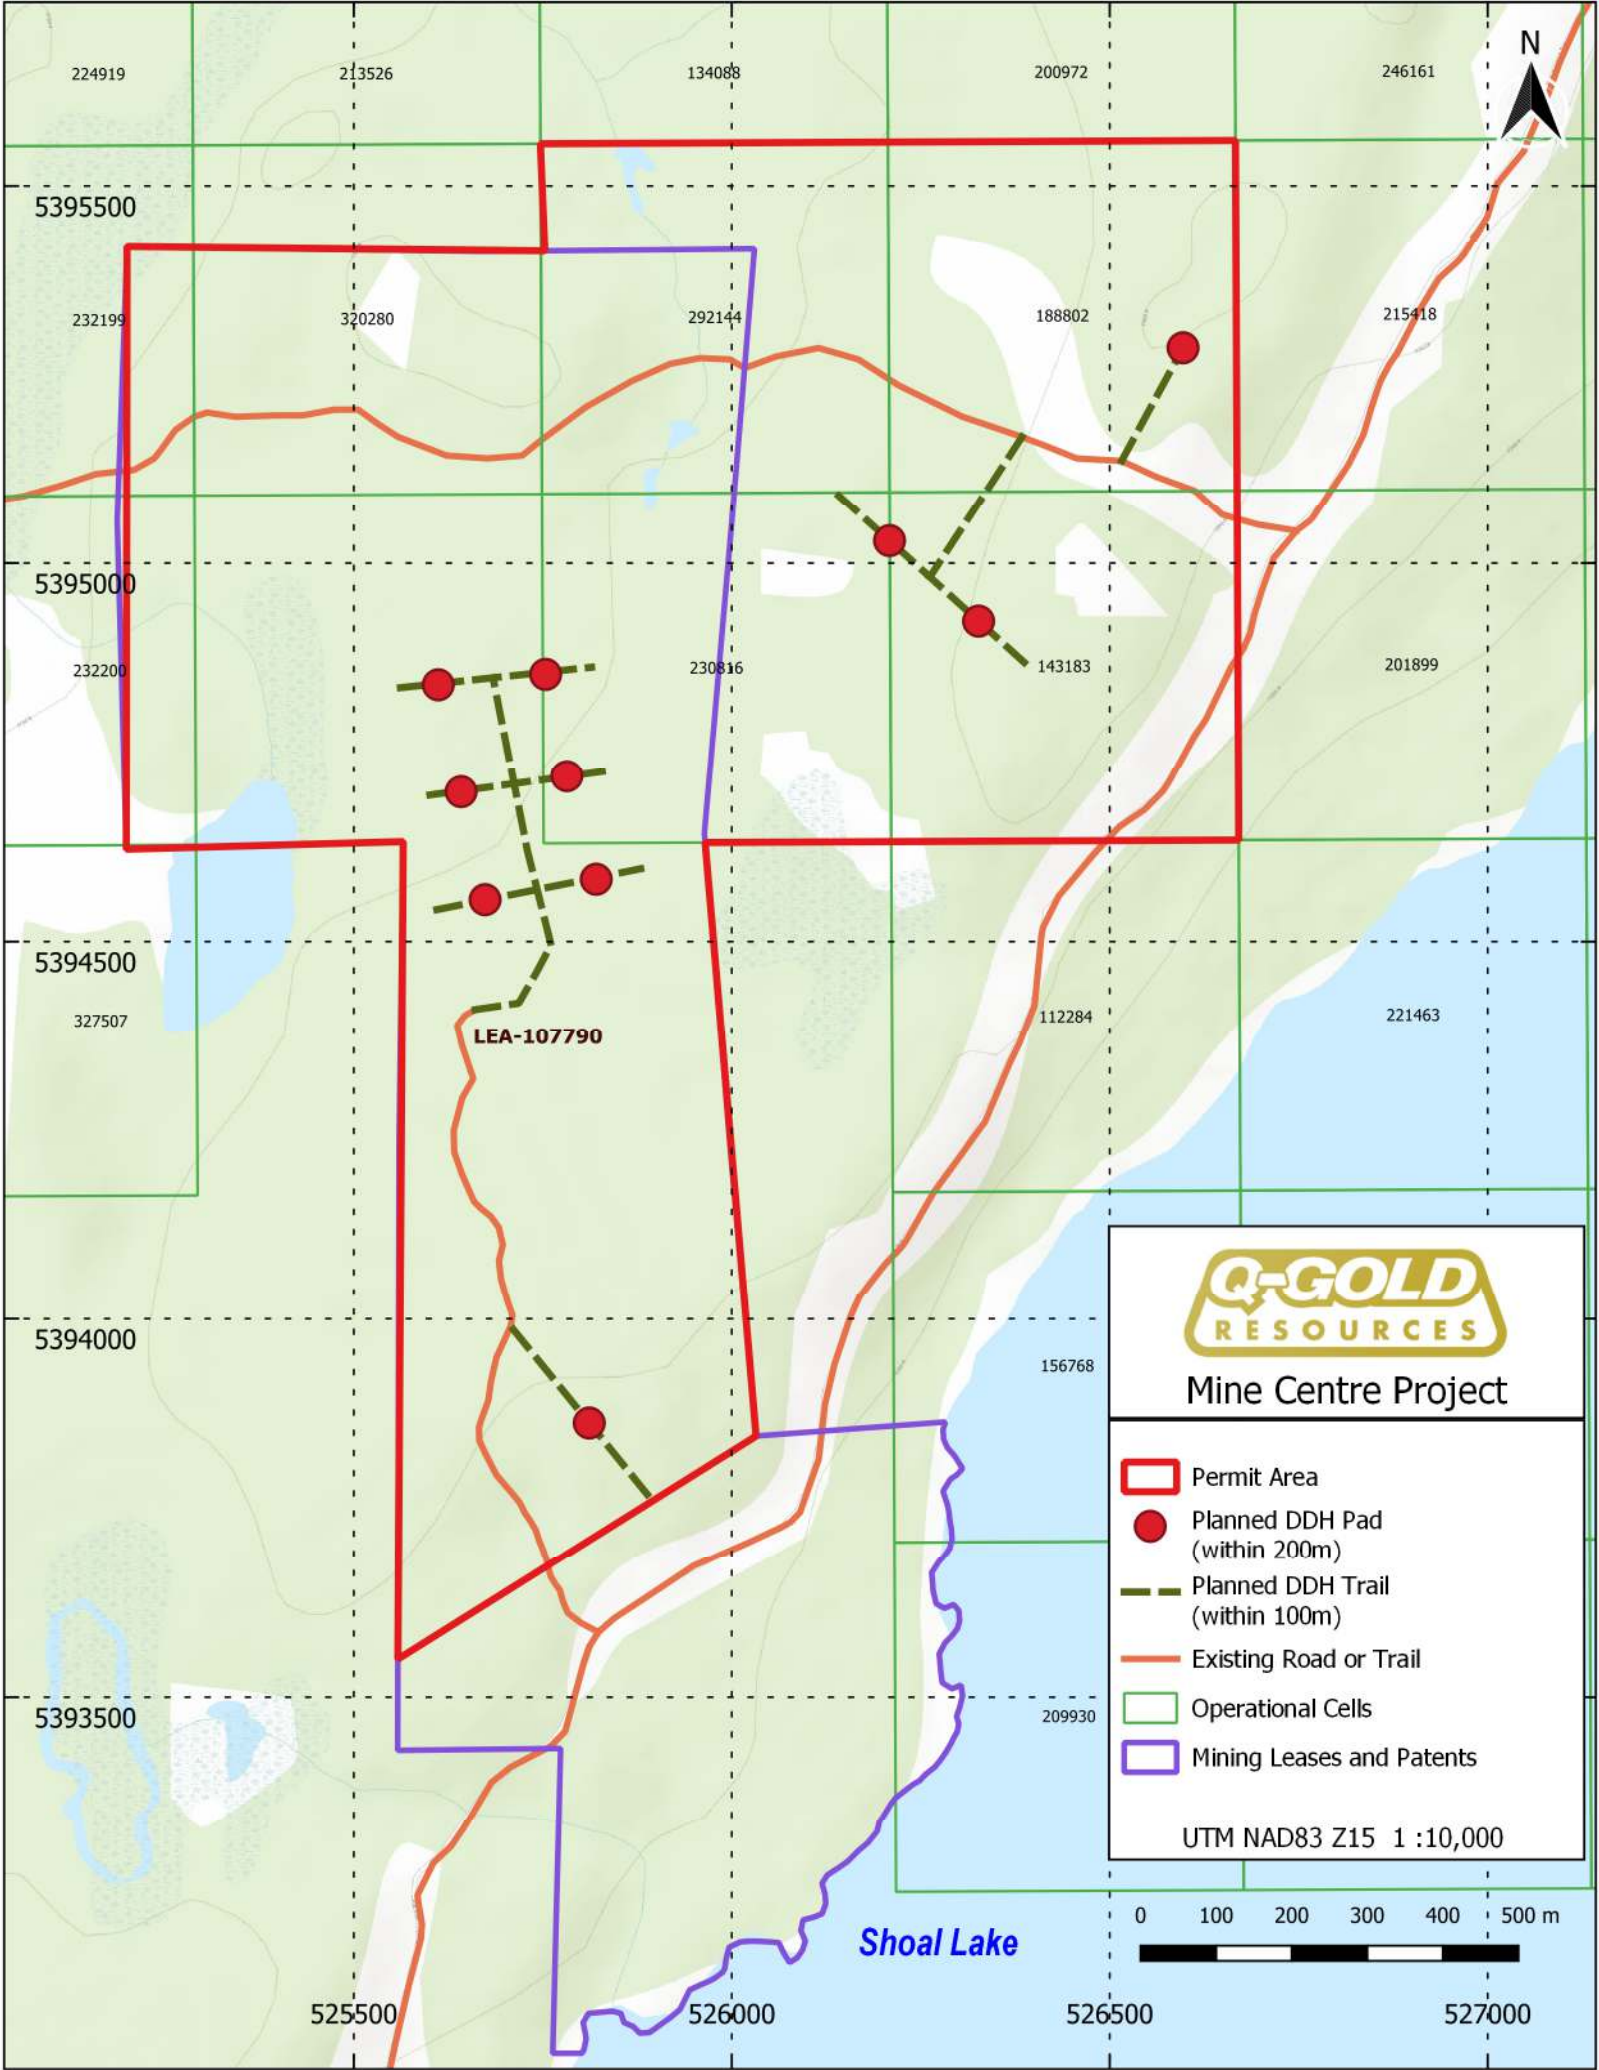 224919
213526
134088
200972
246161
N
5395500
232199
320280
292144
188802
215418
5395000
232200
230816
143183
201899
5394500
327507
LEA-107790
112284
221463
5394000
156768
Q-GOLD
RESOURCES
Mine Centre Project
Permit Area
Planned DDH Pad
(within 200m)
Planned DDH Trail
(within 100m)
Existing Road or Trail
Operational Cells
Mining Leases and Patents
UTM NAD83 Z15 1 :10,000
5393500
209930
0 100 200 300 400 500 m
Shoal Lake
525500
526000
526500
527000